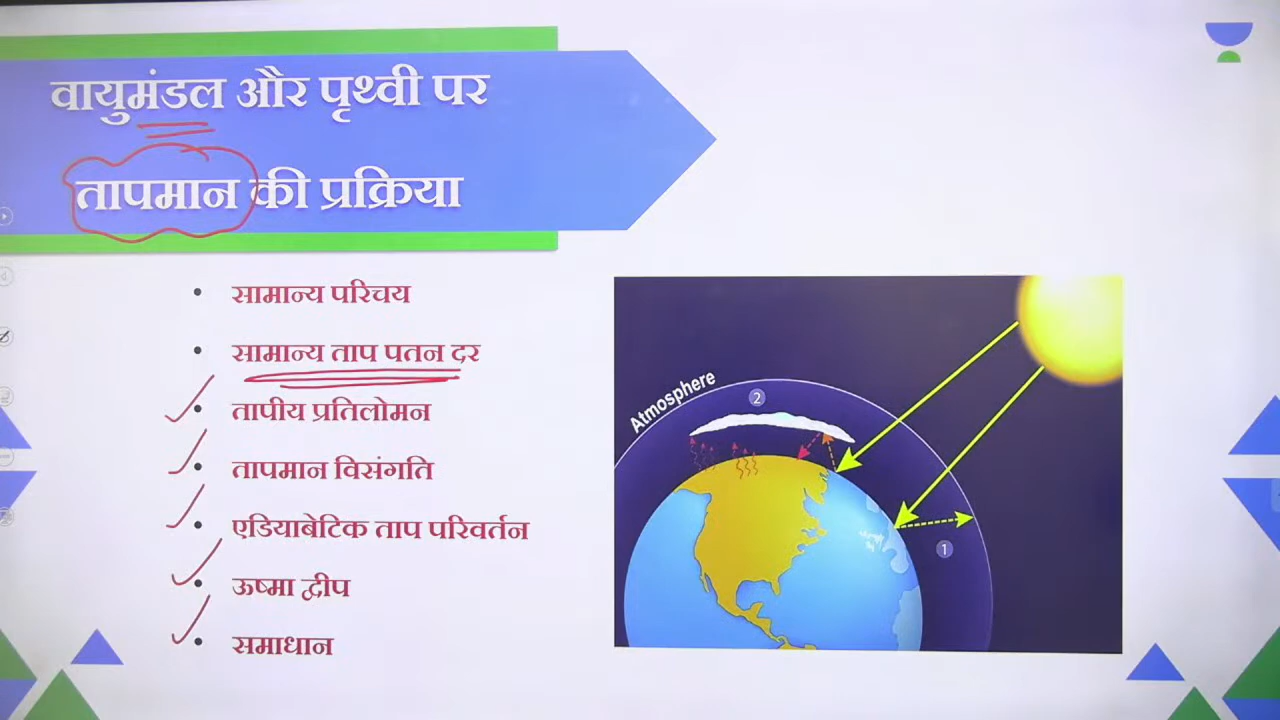 वायुमंडल और पृथ्वी पर
तापमान की प्रक्रिया
• सामान्य परिचय
• सामान्य ताप पतन दर
• तापीय प्रतिलोमन
• तापमान विसंगति
• एडियाबेटिक ताप परिवर्तन
• ऊष्मा द्वीप
• समाधान
Atmosphere
2
1